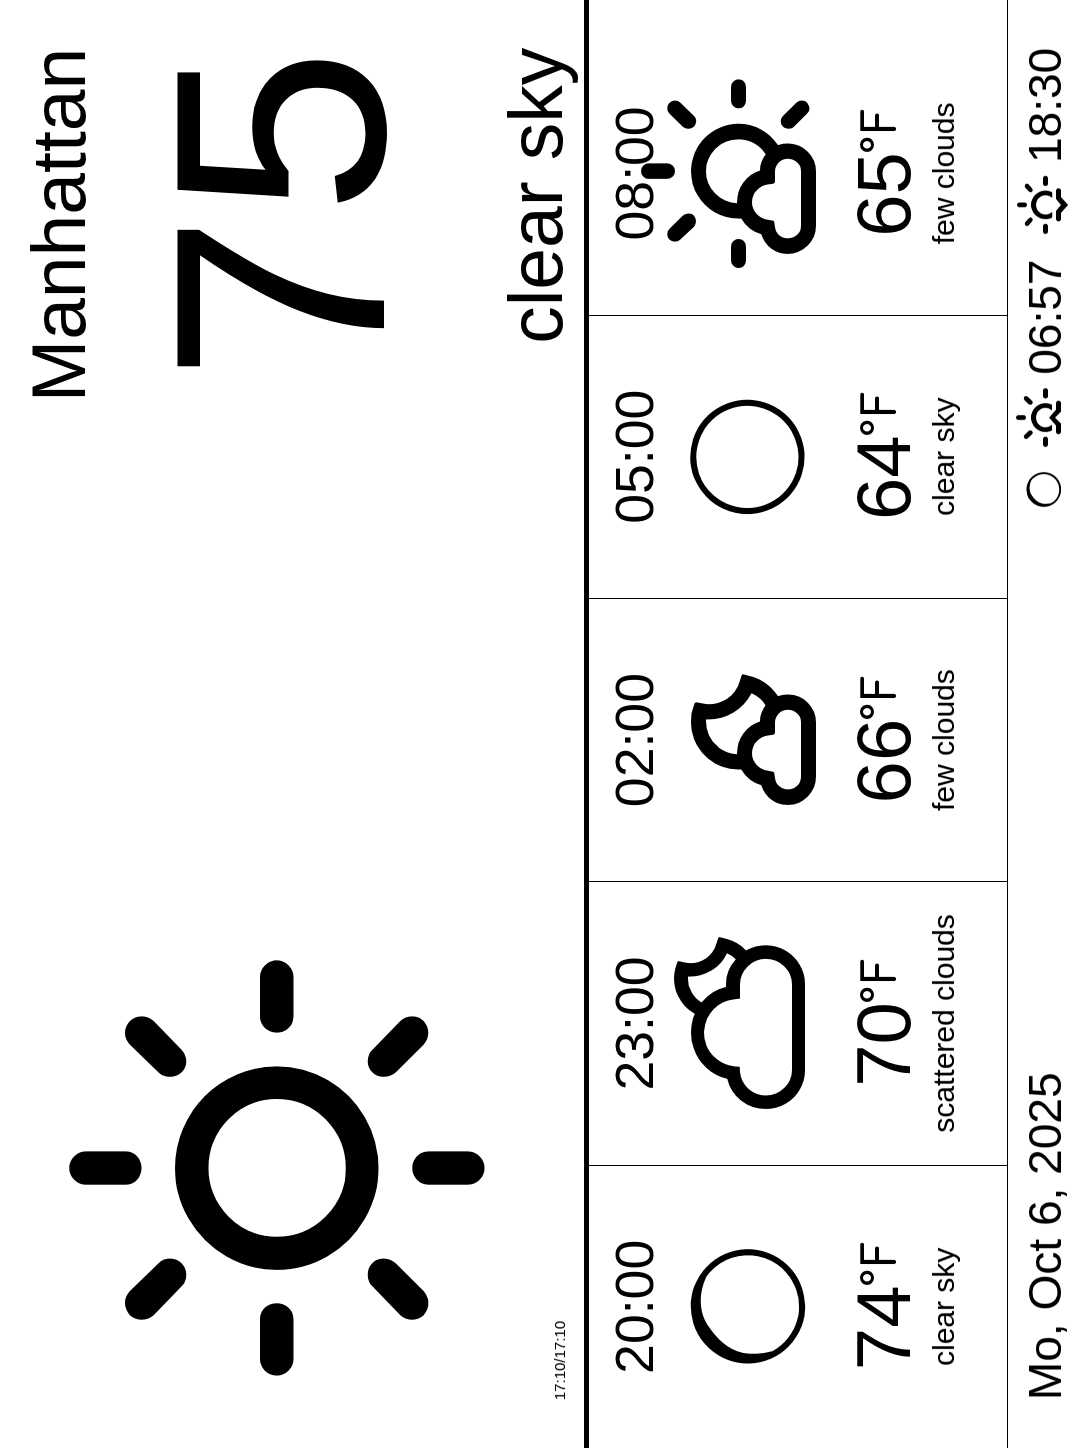 Manhattan
75
clear sky
17:10/17:10
20:00 23:00 02:00 05:00 08:00
74°F 70°F 66°F 64°F 65°F
clear sky scattered clouds few clouds clear sky few clouds
Mo, Oct 6, 2025 06:57 18:30